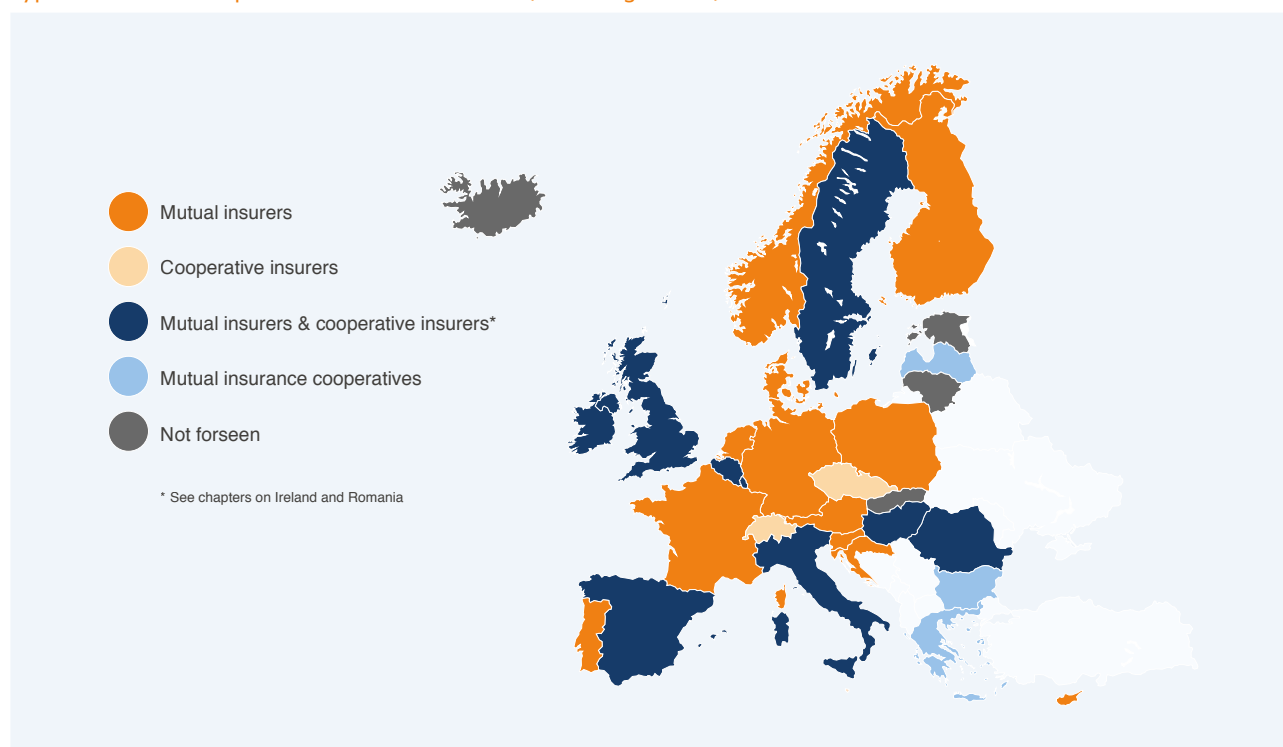 Mutual insurers
Cooperative insurers
Mutual insurers & cooperative insurers*
Mutual insurance cooperatives
Not forseen
* See chapters on Ireland and Romania